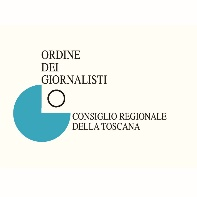 ORDINE
DEI
GIORNALISTI
CONSIGLIO REGIONALE
DELLA TOSCANA